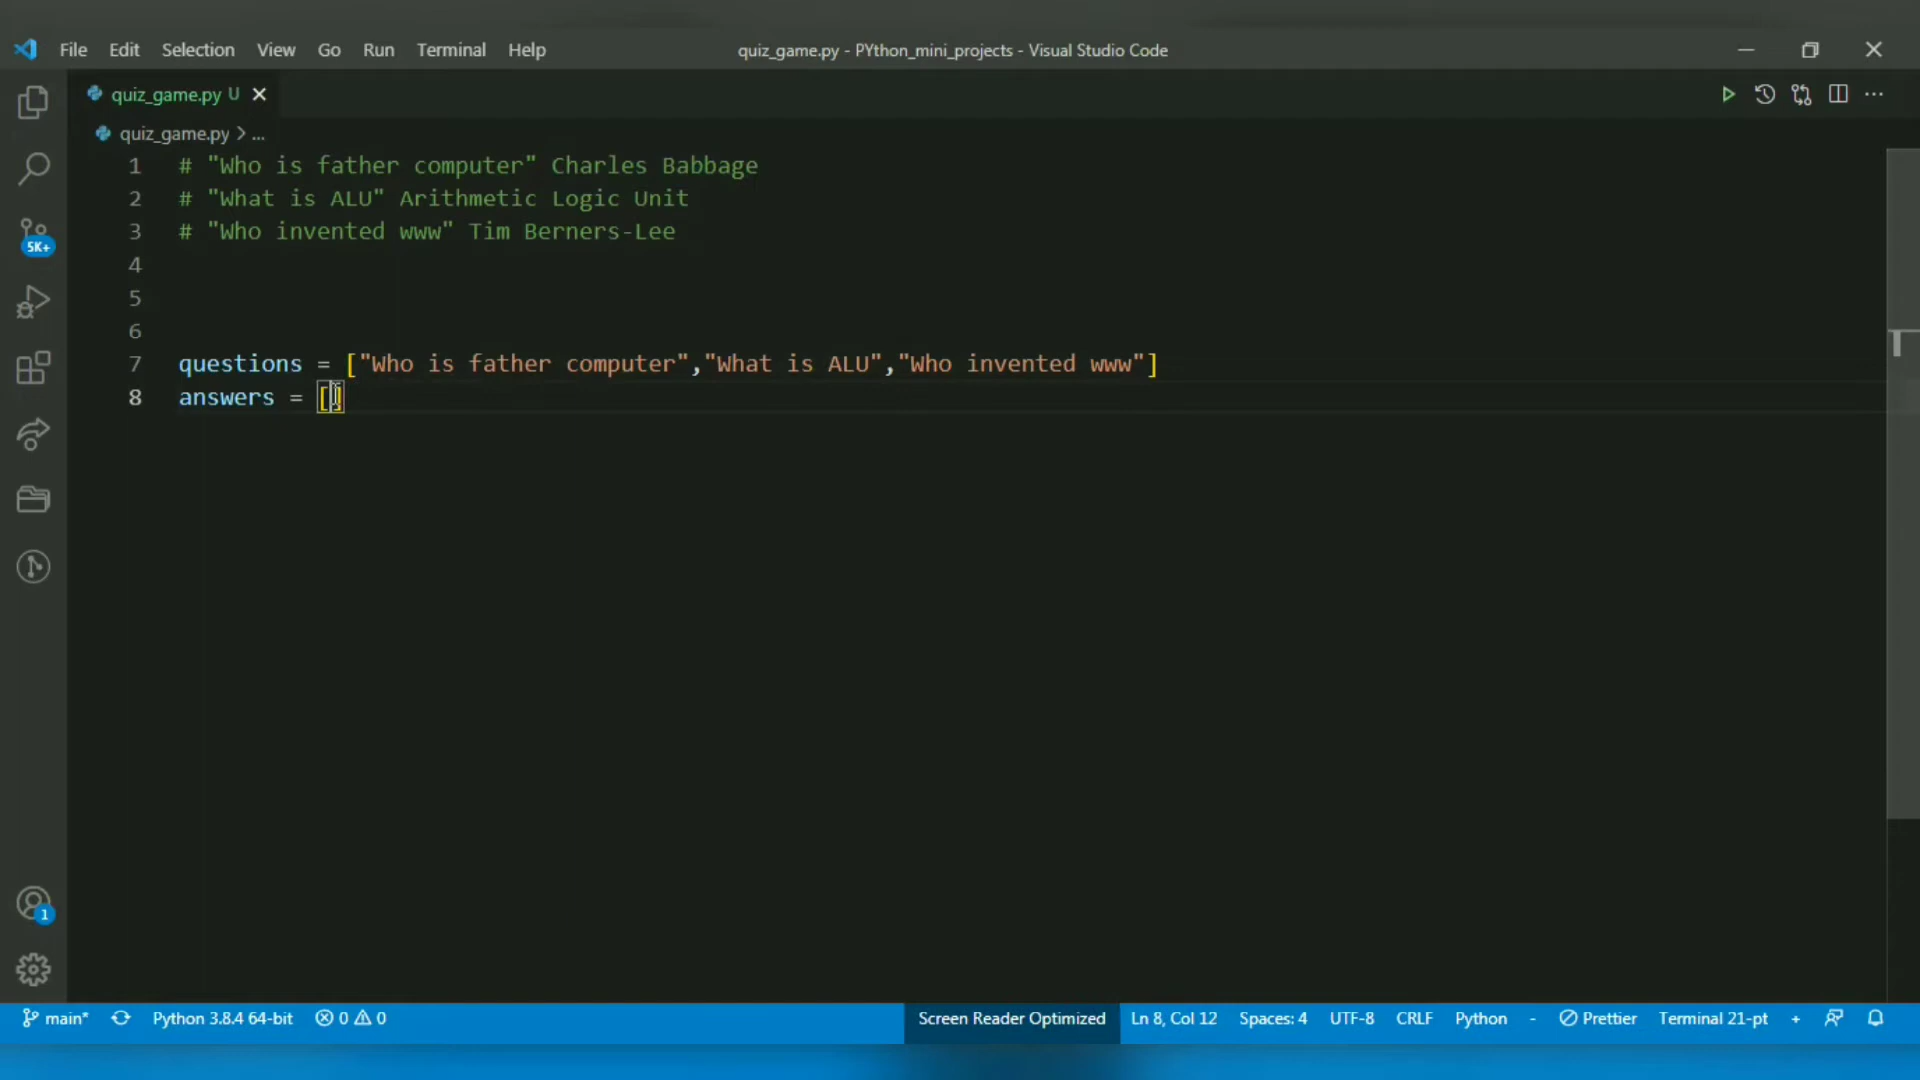 File Edit Selection View Go Run Terminal Help quiz_game.py - PYthon_mini_projects - Visual Studio Code
quiz_game.py U
quiz_game.py > ...
1 # "Who is father computer" Charles Babbage
2 # "What is ALU" Arithmetic Logic Unit
3 # "Who invented www" Tim Berners-Lee
4
5
6
7 questions = ["Who is father computer","What is ALU","Who invented www"]
8 answers = []
5K+
1
main* Python 3.8.4 64-bit 0 0 Screen Reader Optimized Ln 8, Col 12 Spaces: 4 UTF-8 CRLF Python - Prettier Terminal 21-pt +